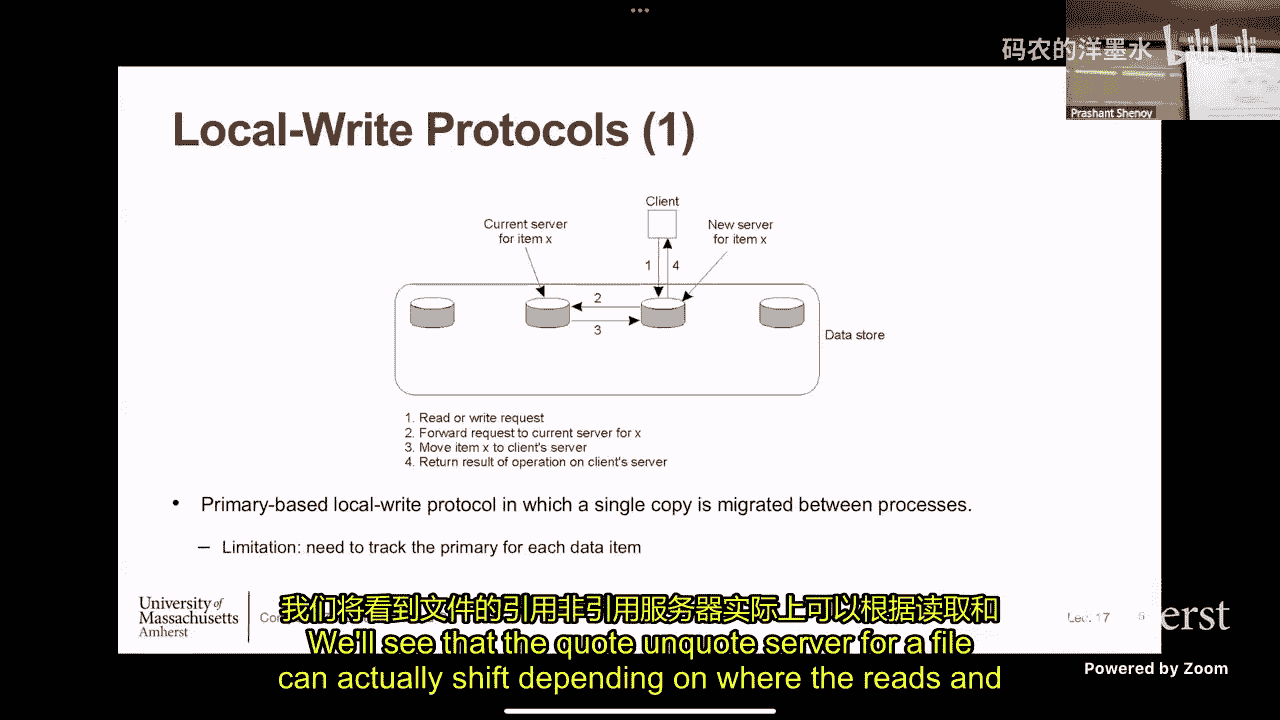 码农的洋墨水 bilibili
Prashant Shenoy
Local-Write Protocols (1)
Client
Current server
for item x
New server
for item x
1
4
2
3
Data store
1. Read or write request
2. Forward request to current server for x
3. Move item x to client's server
4. Return result of operation on client's server
• Primary-based local-write protocol in which a single copy is migrated between processes.
– Limitation: need to track the primary for each data item
University of
Massachusetts
Amherst
Lec. 17
5
erst
我们将看到文件的引用非引用服务器实际上可以根据读取和
We'll see that the quote unquote server for a file
can actually shift depending on where the reads and
Powered by Zoom